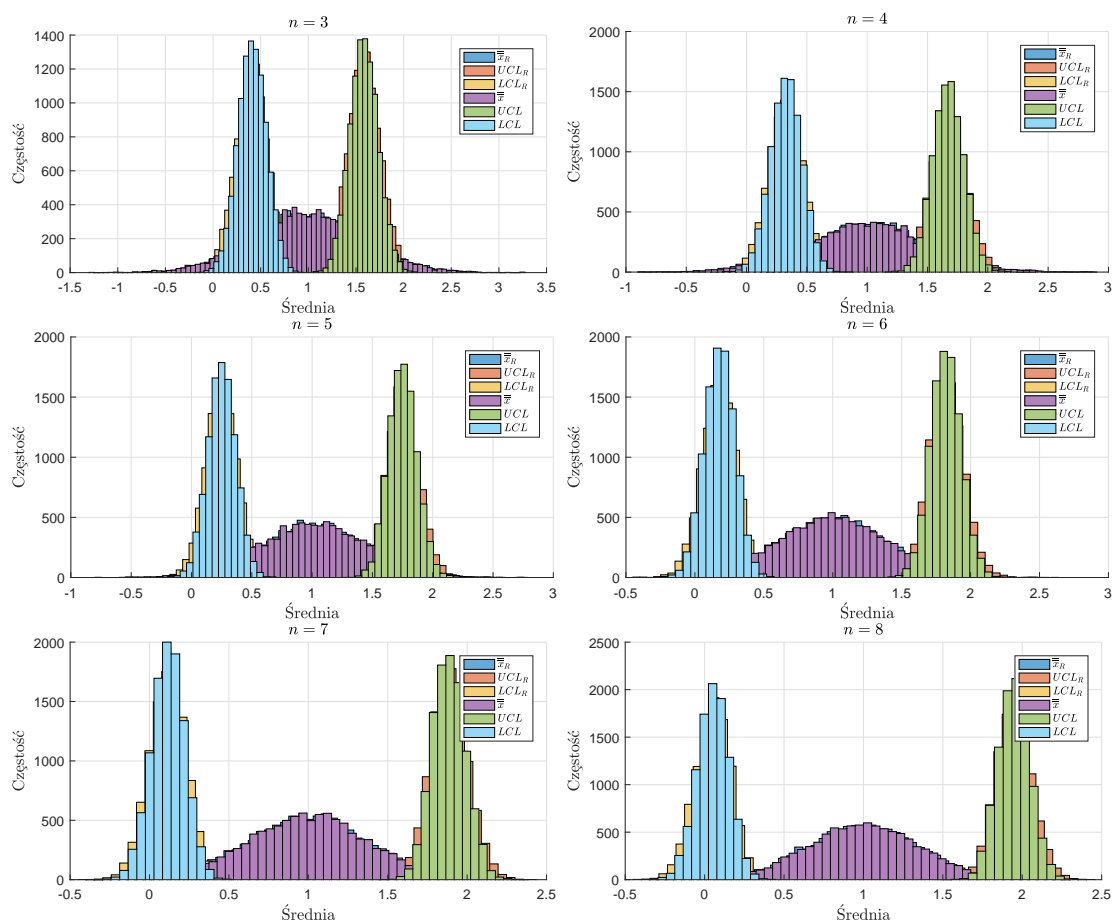 n = 3
1400
1200
1000
800
600
400
200
0
Częstość
-1.5 -1 -0.5 0 0.5 1 1.5 2 2.5 3 3.5
Średnia
x̿_R
UCL_R
LCL_R
x̿
UCL
LCL
n = 4
2000
1500
1000
500
0
Częstość
-1 -0.5 0 0.5 1 1.5 2 2.5 3
Średnia
x̿_R
UCL_R
LCL_R
x̿
UCL
LCL
n = 5
2000
1500
1000
500
0
Częstość
-1 -0.5 0 0.5 1 1.5 2 2.5 3
Średnia
x̿_R
UCL_R
LCL_R
x̿
UCL
LCL
n = 6
2000
1500
1000
500
0
Częstość
-0.5 0 0.5 1 1.5 2 2.5 3
Średnia
x̿_R
UCL_R
LCL_R
x̿
UCL
LCL
n = 7
2000
1500
1000
500
0
Częstość
-0.5 0 0.5 1 1.5 2 2.5
Średnia
x̿_R
UCL_R
LCL_R
x̿
UCL
LCL
n = 8
2500
2000
1500
1000
500
0
Częstość
-0.5 0 0.5 1 1.5 2 2.5
Średnia
x̿_R
UCL_R
LCL_R
x̿
UCL
LCL